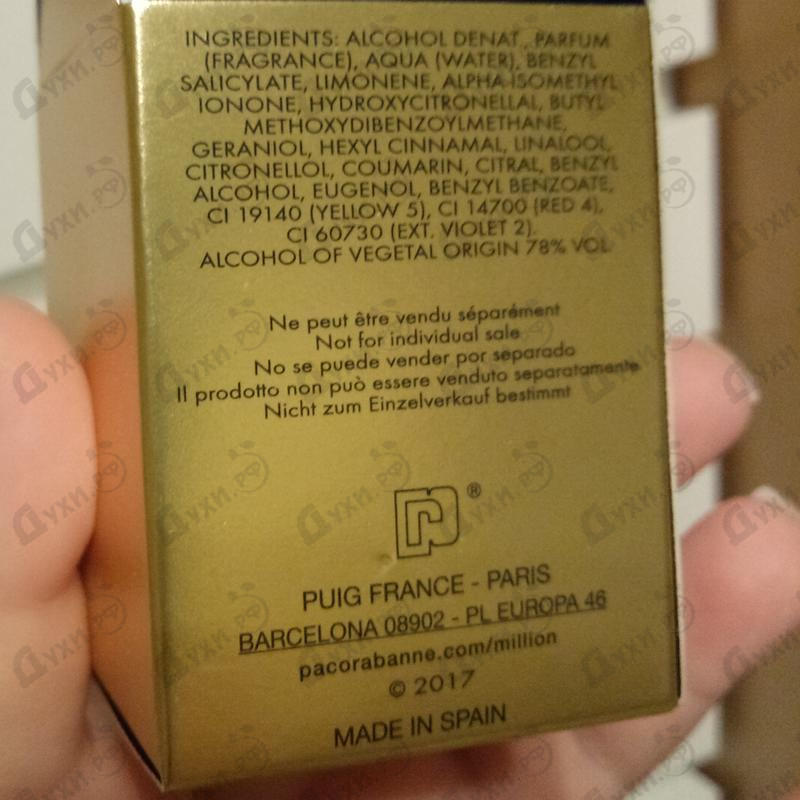 INGREDIENTS: ALCOHOL DENAT., PARFUM
(FRAGRANCE), AQUA (WATER), BENZYL
SALICYLATE, LIMONENE, ALPHA-ISOMETHYL
IONONE, HYDROXYCITRONELLAL, BUTYL
METHOXYDIBENZOYLMETHANE,
GERANIOL, HEXYL CINNAMAL, LINALOOL,
CITRONELLOL, COUMARIN, CITRAL, BENZYL
ALCOHOL, EUGENOL, BENZYL BENZOATE,
CI 19140 (YELLOW 5), CI 14700 (RED 4),
CI 60730 (EXT. VIOLET 2).
ALCOHOL OF VEGETAL ORIGIN 78% VOL
Ne peut être vendu séparément
Not for individual sale
No se puede vender por separado
Il prodotto non può essere venduto separatamente
Nicht zum Einzelverkauf bestimmt
®
PUIG FRANCE - PARIS
BARCELONA 08902 - PL EUROPA 46
pacorabanne.com/million
© 2017
MADE IN SPAIN
Духи.рф